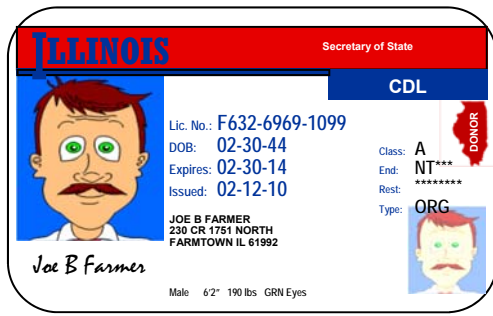 ILLINOIS
Secretary of State
CDL
Lic. No.: F632-6969-1099
DOB: 02-30-44
Expires: 02-30-14
Issued: 02-12-10
JOE B FARMER
230 CR 1751 NORTH
FARMTOWN IL 61992
Class: A
End: NT***
Rest: ********
Type: ORG
DONOR
Joe B Farmer
Male 6'2" 190 lbs GRN Eyes